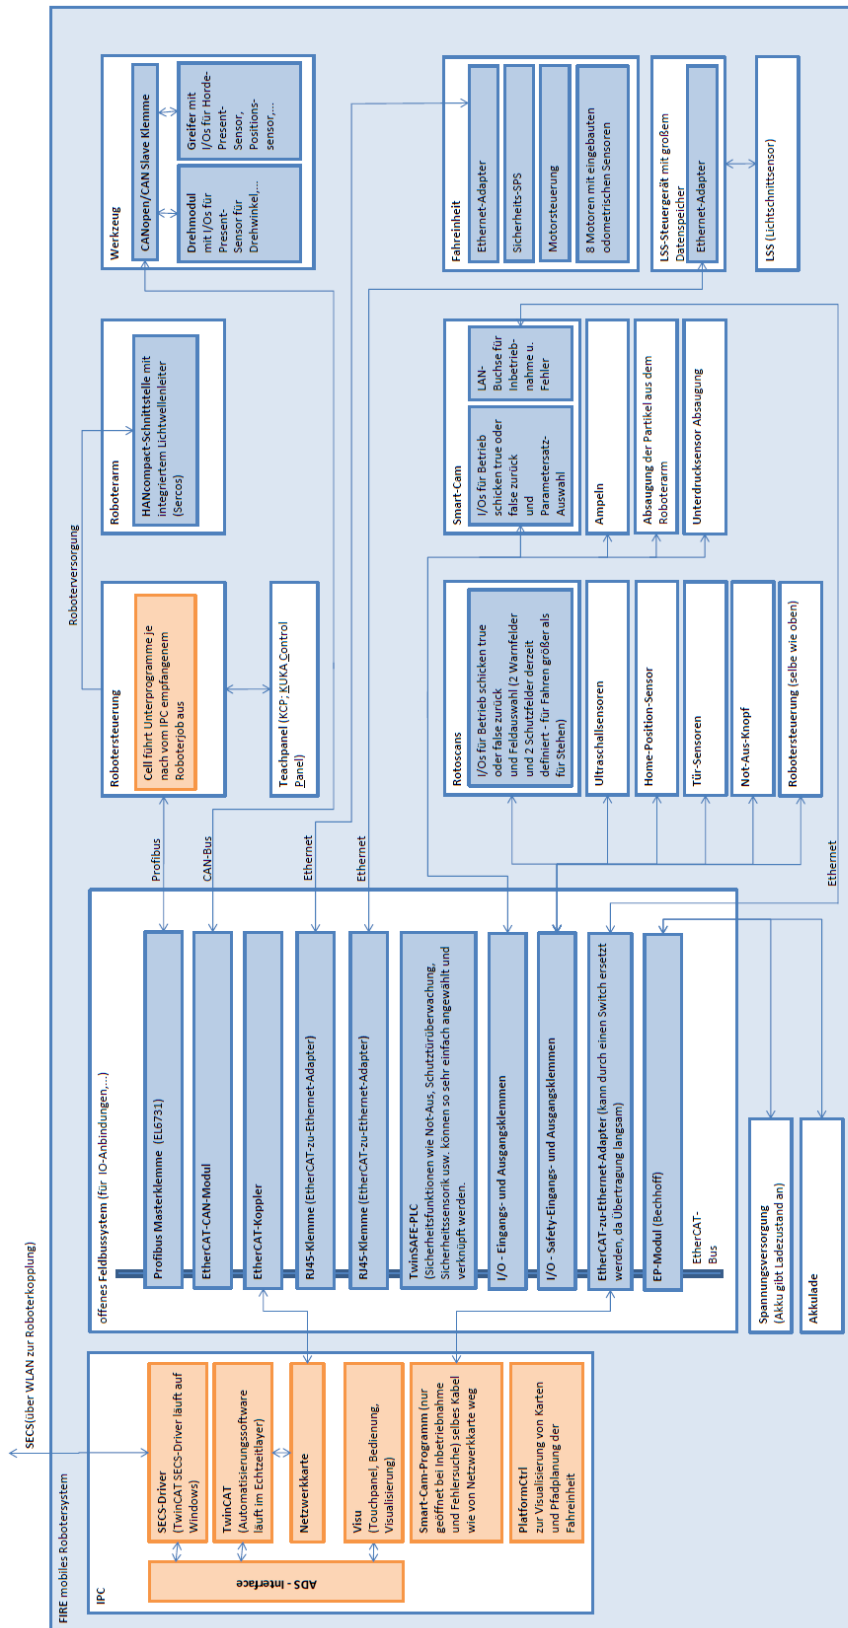 SECS(über WLAN zur Roboterkopplung)
FIRE mobiles Robotersystem
IPC
ADS - Interface
SECS-Driver
(TwinCAT SECS-Driver läuft auf
Windows)
TwinCAT
(Automatisierungssoftware
läuft im Echtzeitlayer)
Netzwerkkarte
Visu
(Touchpanel, Bedienung,
Visualisierung)
Smart-Cam-Programm (nur
geöffnet bei Inbetriebnahme
und Fehlersuche) selbes Kabel
wie von Netzwerkkarte weg
PlatformCtrl
zur Visualisierung von Karten
und Pfadplanung der
Fahreinheit
offenes Feldbussystem (für IO-Anbindungen,...)
Profibus Masterklemme (EL6731)
EtherCAT-CAN-Modul
EtherCAT-Koppler
RJ45-Klemme (EtherCAT-zu-Ethernet-Adapter)
RJ45-Klemme (EtherCAT-zu-Ethernet-Adapter)
TwinSAFE-PLC
(Sicherheitsfunktionen wie Not-Aus, Schutztürüberwachung,
Sicherheitssensorik usw. können so sehr einfach angewählt und
verknüpft werden.
I/O - Eingangs- und Ausgangsklemmen
I/O - Safety-Eingangs- und Ausgangsklemmen
EtherCAT-zu-Ethernet-Adapter (kann durch einen Switch ersetzt
werden, da Übertragung langsam)
EP-Modul (Bechhoff)
EtherCAT-
Bus
Spannungsversorgung
(Akku gibt Ladezustand an)
Akkulade
Profibus
CAN-Bus
Ethernet
Ethernet
Ethernet
Roboterversorgung
Robotersteuerung
Cell führt Unterprogramme je
nach vom IPC empfangenem
Roboterjob aus
Teachpanel (KCP; KUKA Control
Panel)
Rotoscans
I/Os für Betrieb schicken true
oder false zurück
und Feldauswahl (2 Warnfelder
und 2 Schutzfelder derzeit
definiert - für Fahren größer als
für Stehen)
Ultraschallsensoren
Home-Position-Sensor
Tür-Sensoren
Not-Aus-Knopf
Robotersteuerung (selbe wie oben)
Roboterarm
HANcompact-Schnittstelle mit
integriertem Lichtwellenleiter
(Sercos)
Smart-Cam
I/Os für Betrieb
schicken true oder
false zurück
und
Parametersatz-
Auswahl
LAN-
Buchse für
Inbetrieb-
nahme u.
Fehler
Ampeln
Absaugung der Partikel aus dem
Roboterarm
Unterdrucksensor Absaugung
Werkzeug
CANopen/CAN Slave Klemme
Drehmodul
mit I/Os für
Present-
Sensor für
Drehwinkel,...
Greifer mit
I/Os für Horde-
Present-
Sensor,
Positions-
sensor,...
Fahreinheit
Ethernet-Adapter
Sicherheits-SPS
Motorsteuerung
8 Motoren mit eingebauten
odometrischen Sensoren
LSS-Steuergerät mit großem
Datenspeicher
Ethernet-Adapter
LSS (Lichtschnittsensor)